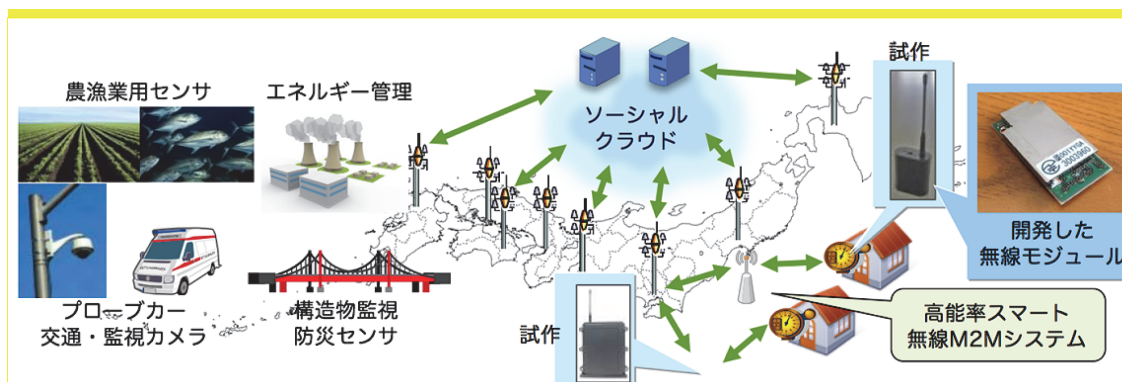 農漁業用センサ
エネルギー管理
ソーシャル
クラウド
試作
3003960
開発した
無線モジュール
プローブカー
交通・監視カメラ
構造物監視
防災センサ
試作
高能率スマート
無線M2Mシステム